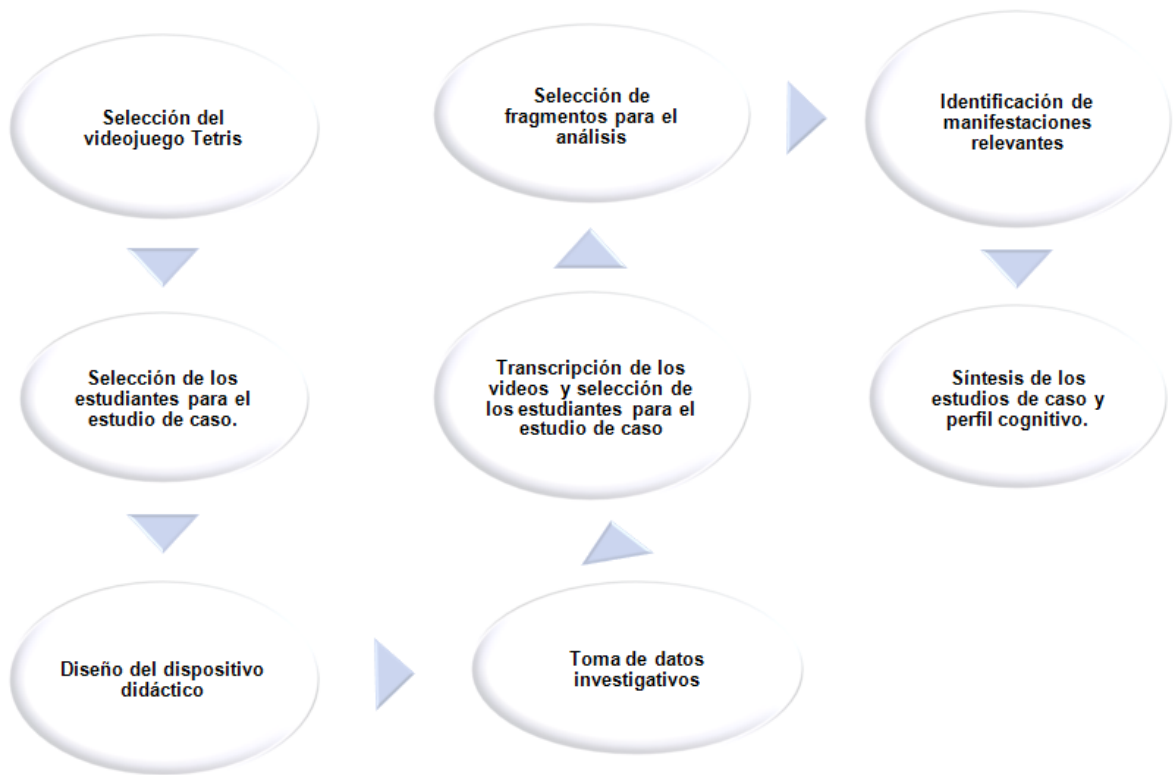 Selección del
videojuego Tetris
Selección de los
estudiantes para el
estudio de caso.
Diseño del dispositivo
didáctico
Toma de datos
investigativos
Transcripción de los
videos y selección de
los estudiantes para el
estudio de caso
Selección de
fragmentos para el
análisis
Identificación de
manifestaciones
relevantes
Síntesis de los
estudios de caso y
perfil cognitivo.